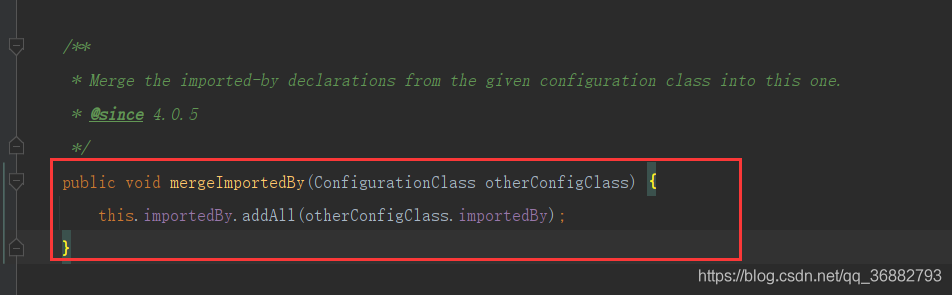 /**
* Merge the imported-by declarations from the given configuration class into this one.
* @since 4.0.5
*/
public void mergeImportedBy(ConfigurationClass otherConfigClass) {
this.importedBy.addAll(otherConfigClass.importedBy);
}
https://blog.csdn.net/qq_36882793